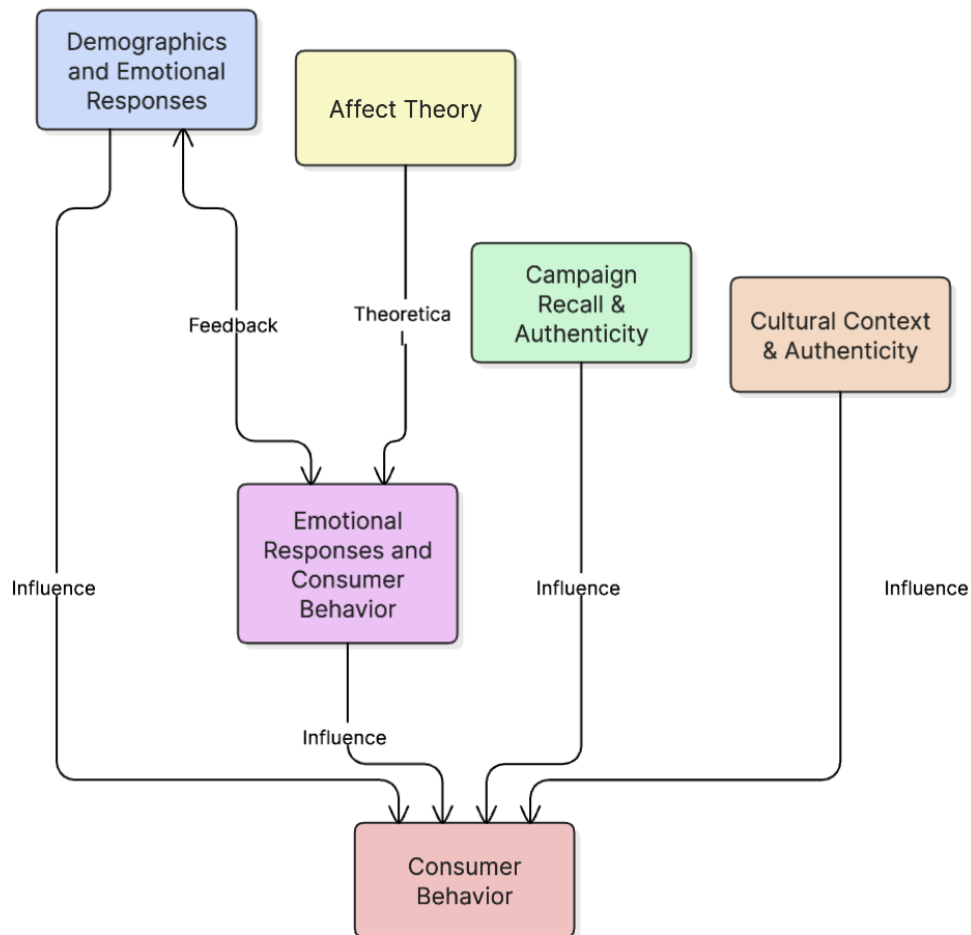 Demographics
and Emotional
Responses
Affect Theory
Campaign
Recall &
Authenticity
Cultural Context
& Authenticity
Feedback
Theoretica
l
Emotional
Responses and
Consumer
Behavior
Influence
Influence
Influence
Influence
Consumer
Behavior